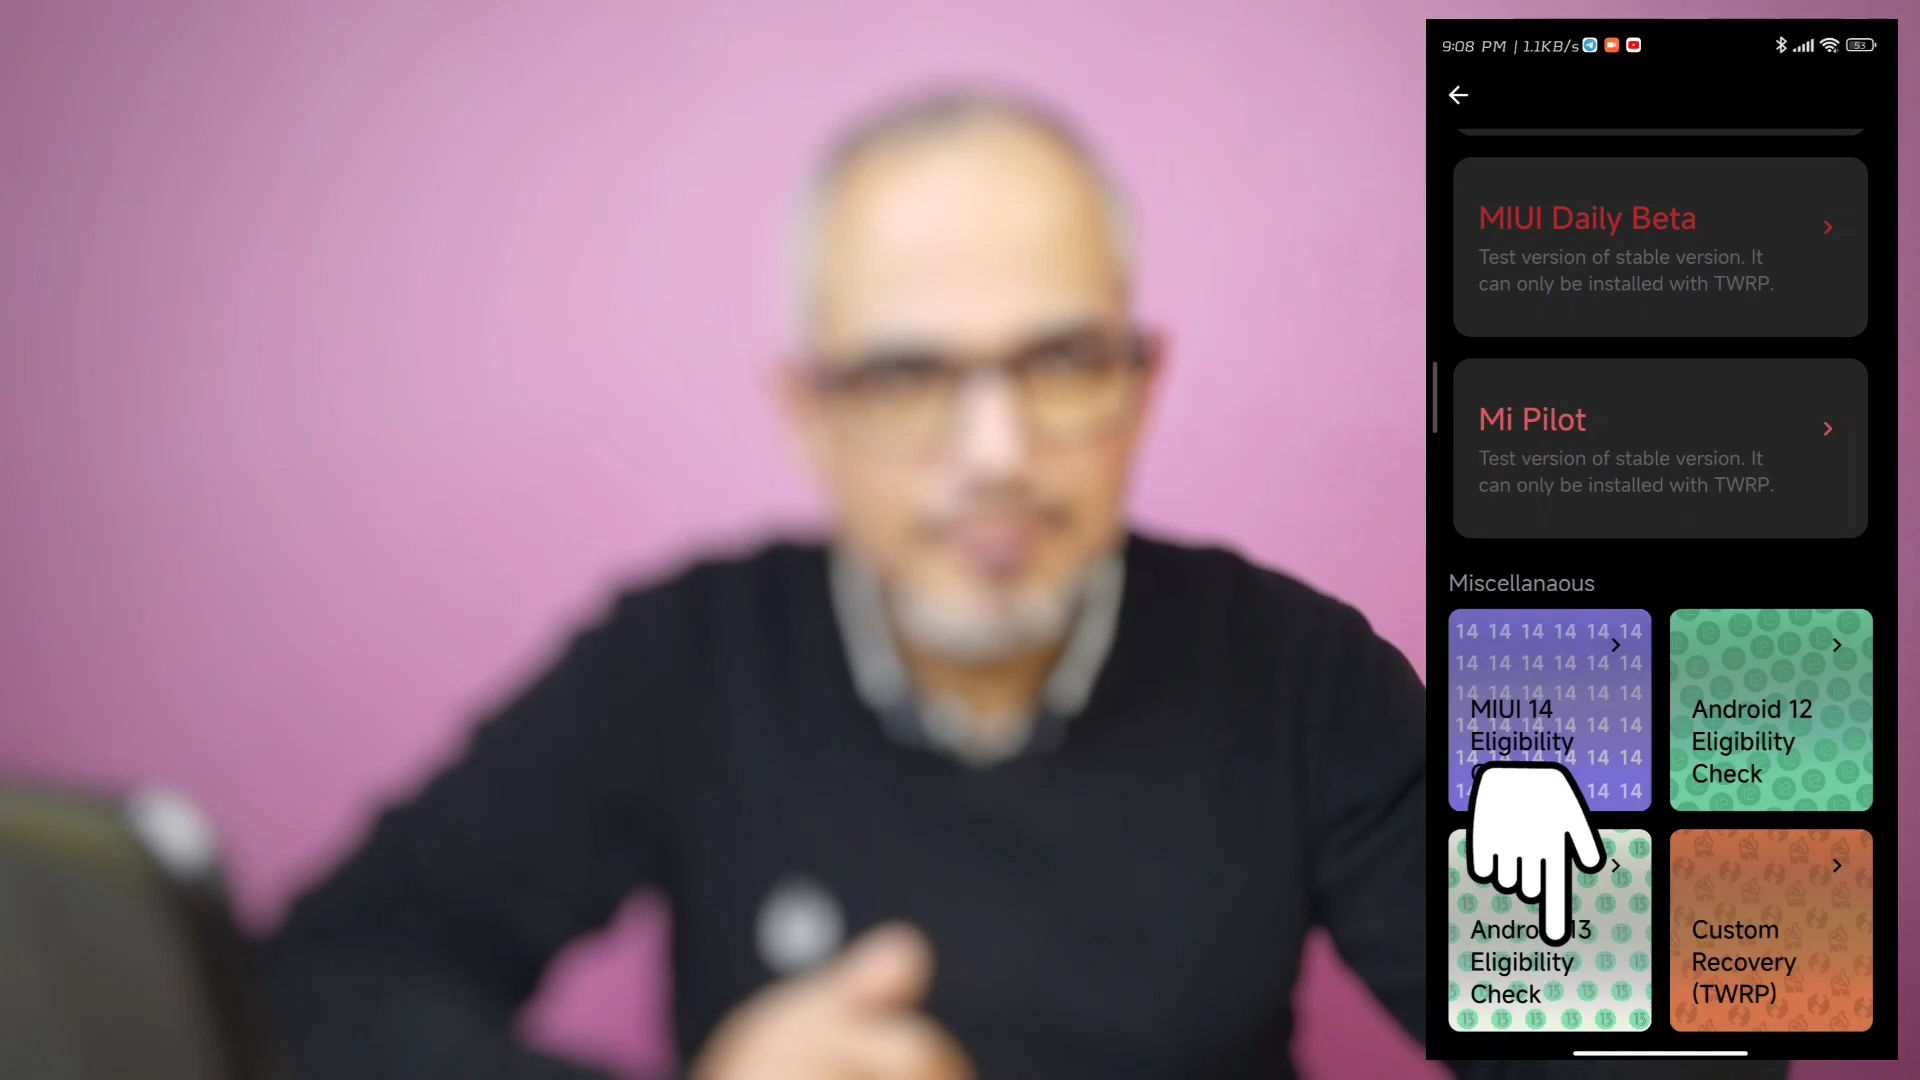 9:08 PM | 1.1KB/s
53
MIUI Daily Beta
Test version of stable version. It
can only be installed with TWRP.
Mi Pilot
Test version of stable version. It
can only be installed with TWRP.
Miscellanaous
MIUI 14
Eligibility
Android 12
Eligibility
Check
13
Eligibility
Check
Custom
Recovery
(TWRP)